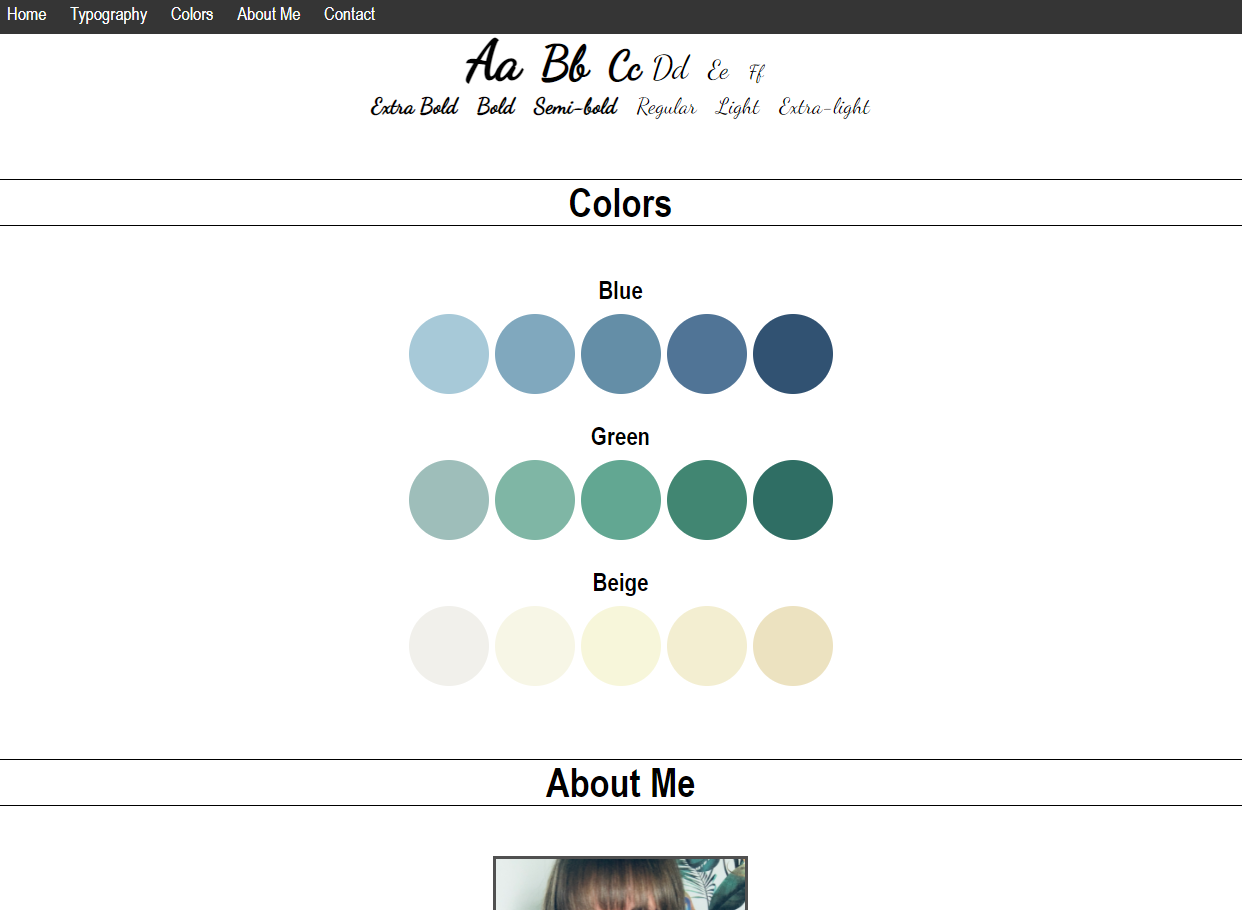 Home Typography Colors About Me Contact
Aa Bb Cc Dd Ee Ff
Extra Bold Bold Semi-bold Regular Light Extra-light
Colors
Blue
Green
Beige
About Me